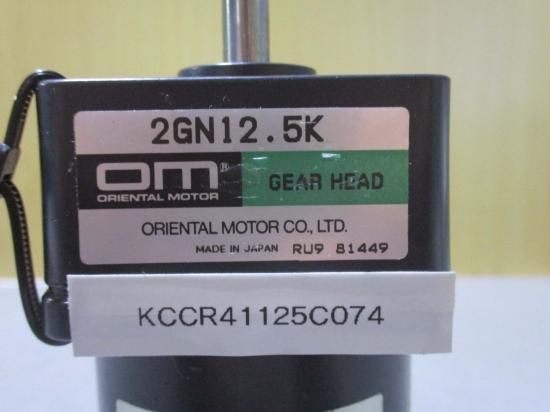 2GN12.5K
OM®
ORIENTAL MOTOR
GEAR HEAD
ORIENTAL MOTOR CO., LTD.
MADE IN JAPAN RU9 81449
KCCR41125C074